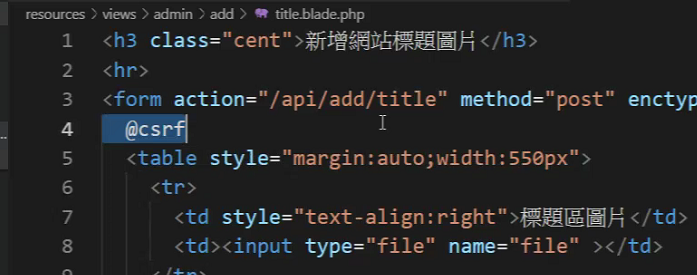 resources > views > admin > add > title.blade.php
1 <h3 class="cent">新增網站標題圖片</h3>
2 <hr>
3 <form action="/api/add/title" method="post" enctyp
4 @csrf
5 <table style="margin:auto;width:550px">
6 <tr>
7 <td style="text-align:right">標題區圖片</td>
8 <td><input type="file" name="file" ></td>